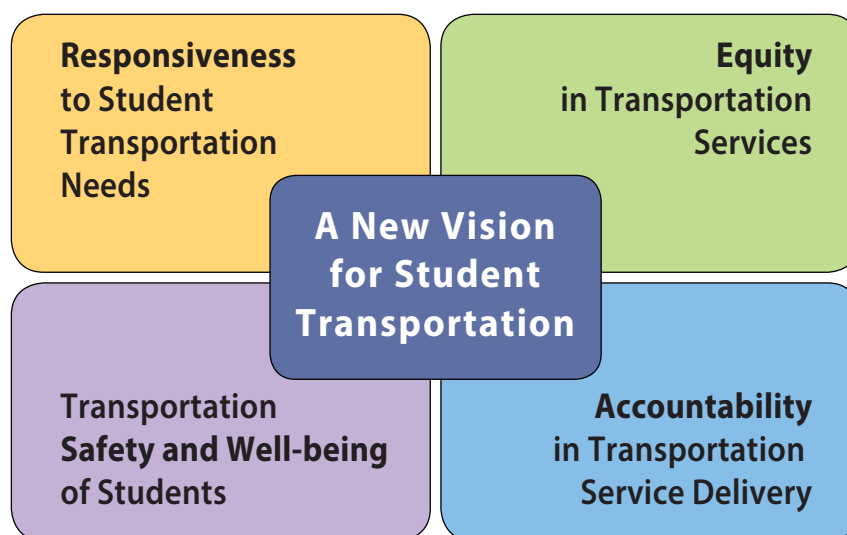 Responsiveness
to Student
Transportation
Needs
Equity
in Transportation
Services
A New Vision
for Student
Transportation
Transportation
Safety and Well-being
of Students
Accountability
in Transportation
Service Delivery